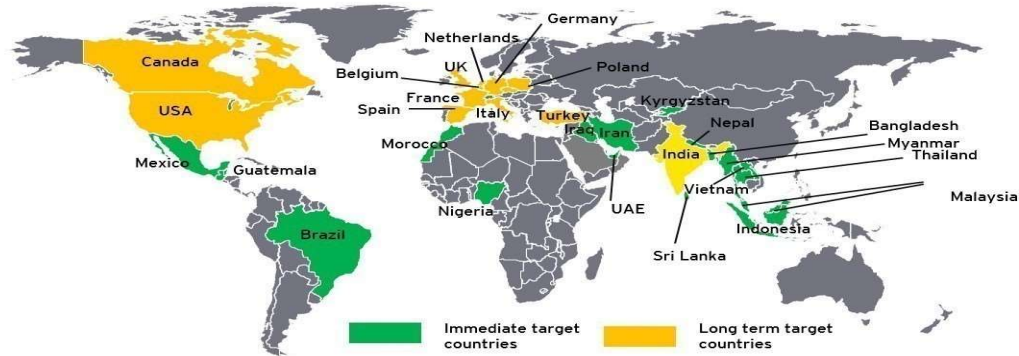 Germany
Netherlands
Canada
UK
Poland
Belgium
France
Kyrgyzstan
USA
Spain
Italy
Turkey
Nepal
Bangladesh
Iraq
Iran
Morocco
Myanmar
India
Thailand
Mexico
Guatemala
Vietnam
Malaysia
Nigeria
UAE
Brazil
Indonesia
Sri Lanka
Immediate target
countries
Long term target
countries